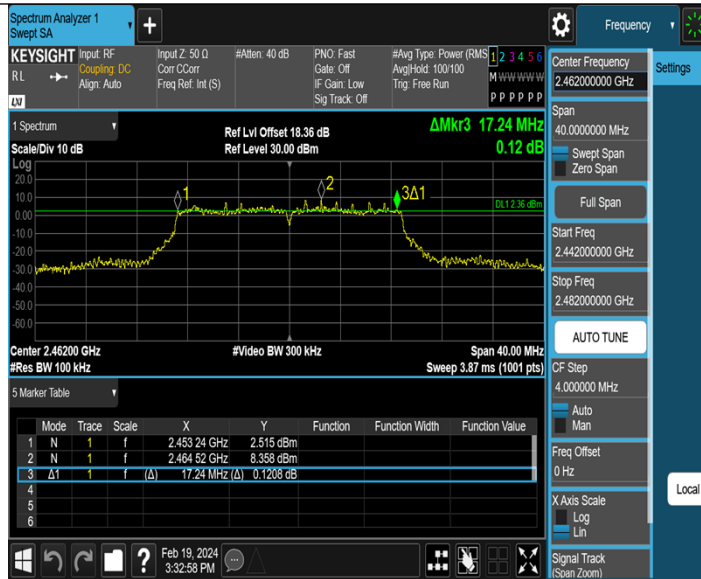 Spectrum Analyzer 1
Swept SA
Frequency
Settings
KEYSIGHT
RL
LXI
Input: RF
Coupling: DC
Align: Auto
Input Z: 50 Ω
Corr CCorr
Freq Ref: Int (S)
#Atten: 40 dB
PNO: Fast
Gate: Off
IF Gain: Low
Sig Track: Off
#Avg Type: Power (RMS
Avg|Hold: 100/100
Trig: Free Run
1 2 3 4 5 6
M W W W W W
P P P P P P
1 Spectrum
Scale/Div 10 dB
Log
Ref Lvl Offset 18.36 dB
Ref Level 30.00 dBm
ΔMkr3 17.24 MHz
0.12 dB
20.0
10.0
0.00
-10.0
-20.0
-30.0
-40.0
-50.0
-60.0
1
2
3Δ1
DL1 2.36 dBm
Center 2.46200 GHz
#Res BW 100 kHz
#Video BW 300 kHz
Span 40.00 MHz
Sweep 3.87 ms (1001 pts)
5 Marker Table
Mode Trace Scale X Y Function Function Width Function Value
1 N 1 f 2.453 24 GHz 2.515 dBm
2 N 1 f 2.464 52 GHz 8.358 dBm
3 Δ1 1 f (Δ) 17.24 MHz (Δ) 0.1208 dB
4
5
6
Feb 19, 2024
3:32:58 PM
Center Frequency
2.462000000 GHz
Span
40.0000000 MHz
Swept Span
Zero Span
Full Span
Start Freq
2.442000000 GHz
Stop Freq
2.482000000 GHz
AUTO TUNE
CF Step
4.000000 MHz
Auto
Man
Freq Offset
0 Hz
X Axis Scale
Log
Lin
Signal Track
(Span Zoom)
Local